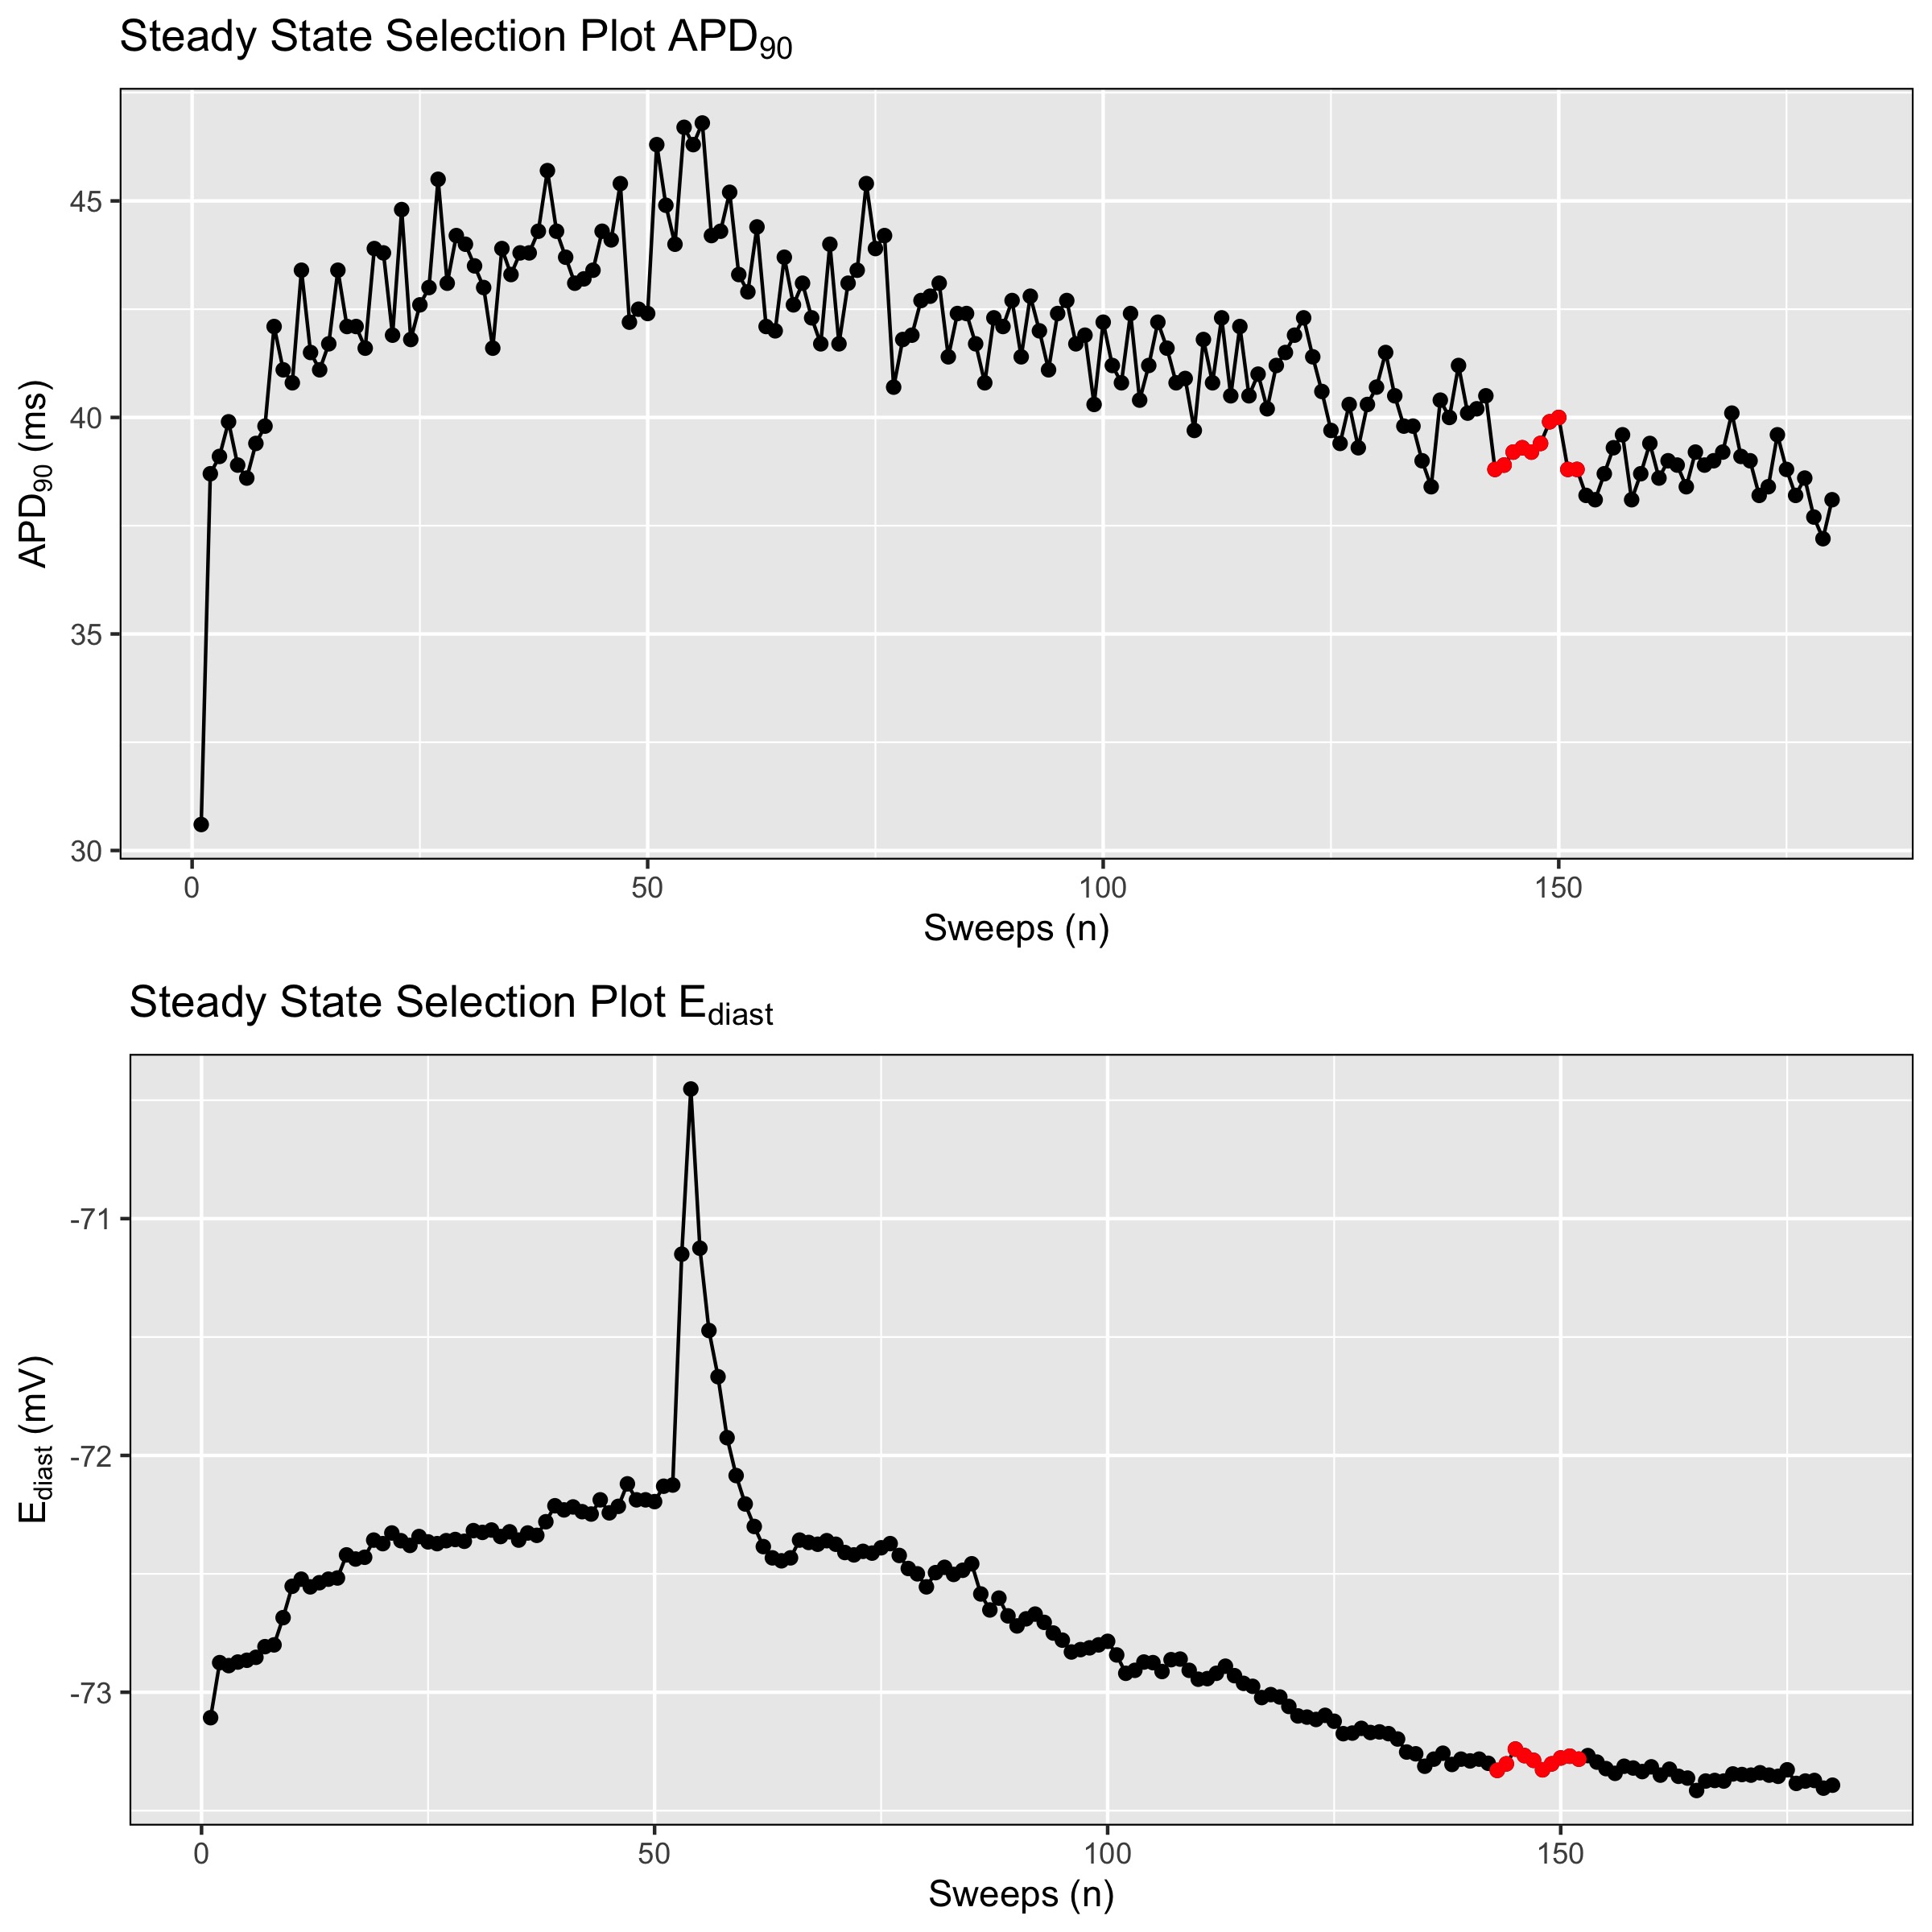 Steady State Selection Plot APD90
45
40
35
30
APD90 (ms)
0 50 100 150
Sweeps (n)
Steady State Selection Plot Ediast
-71
-72
-73
Ediast (mV)
0 50 100 150
Sweeps (n)